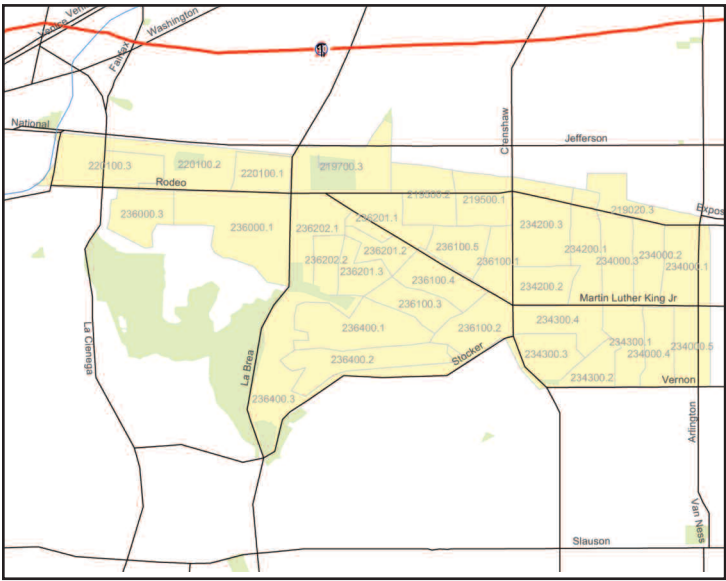 Venice
Washington
Fairfax
10
National
Crenshaw
Jefferson
220100.3
220100.2
220100.1
219700.3
Rodeo
219500.1
219020.3
Expos
236000.3
236000.1
236202.1
236201.1
234200.3
236202.2
236201.2
236100.5
236100.1
234200.1
234000.3
234000.2
234000.1
236201.3
236100.4
234200.2
236100.3
Martin Luther King Jr
236400.1
236100.2
234300.4
234300.1
234000.5
236400.2
Stocker
234300.3
234000.4
La Cienega
La Brea
234300.2
Vernon
236400.3
Arlington
Van Ness
Slauson